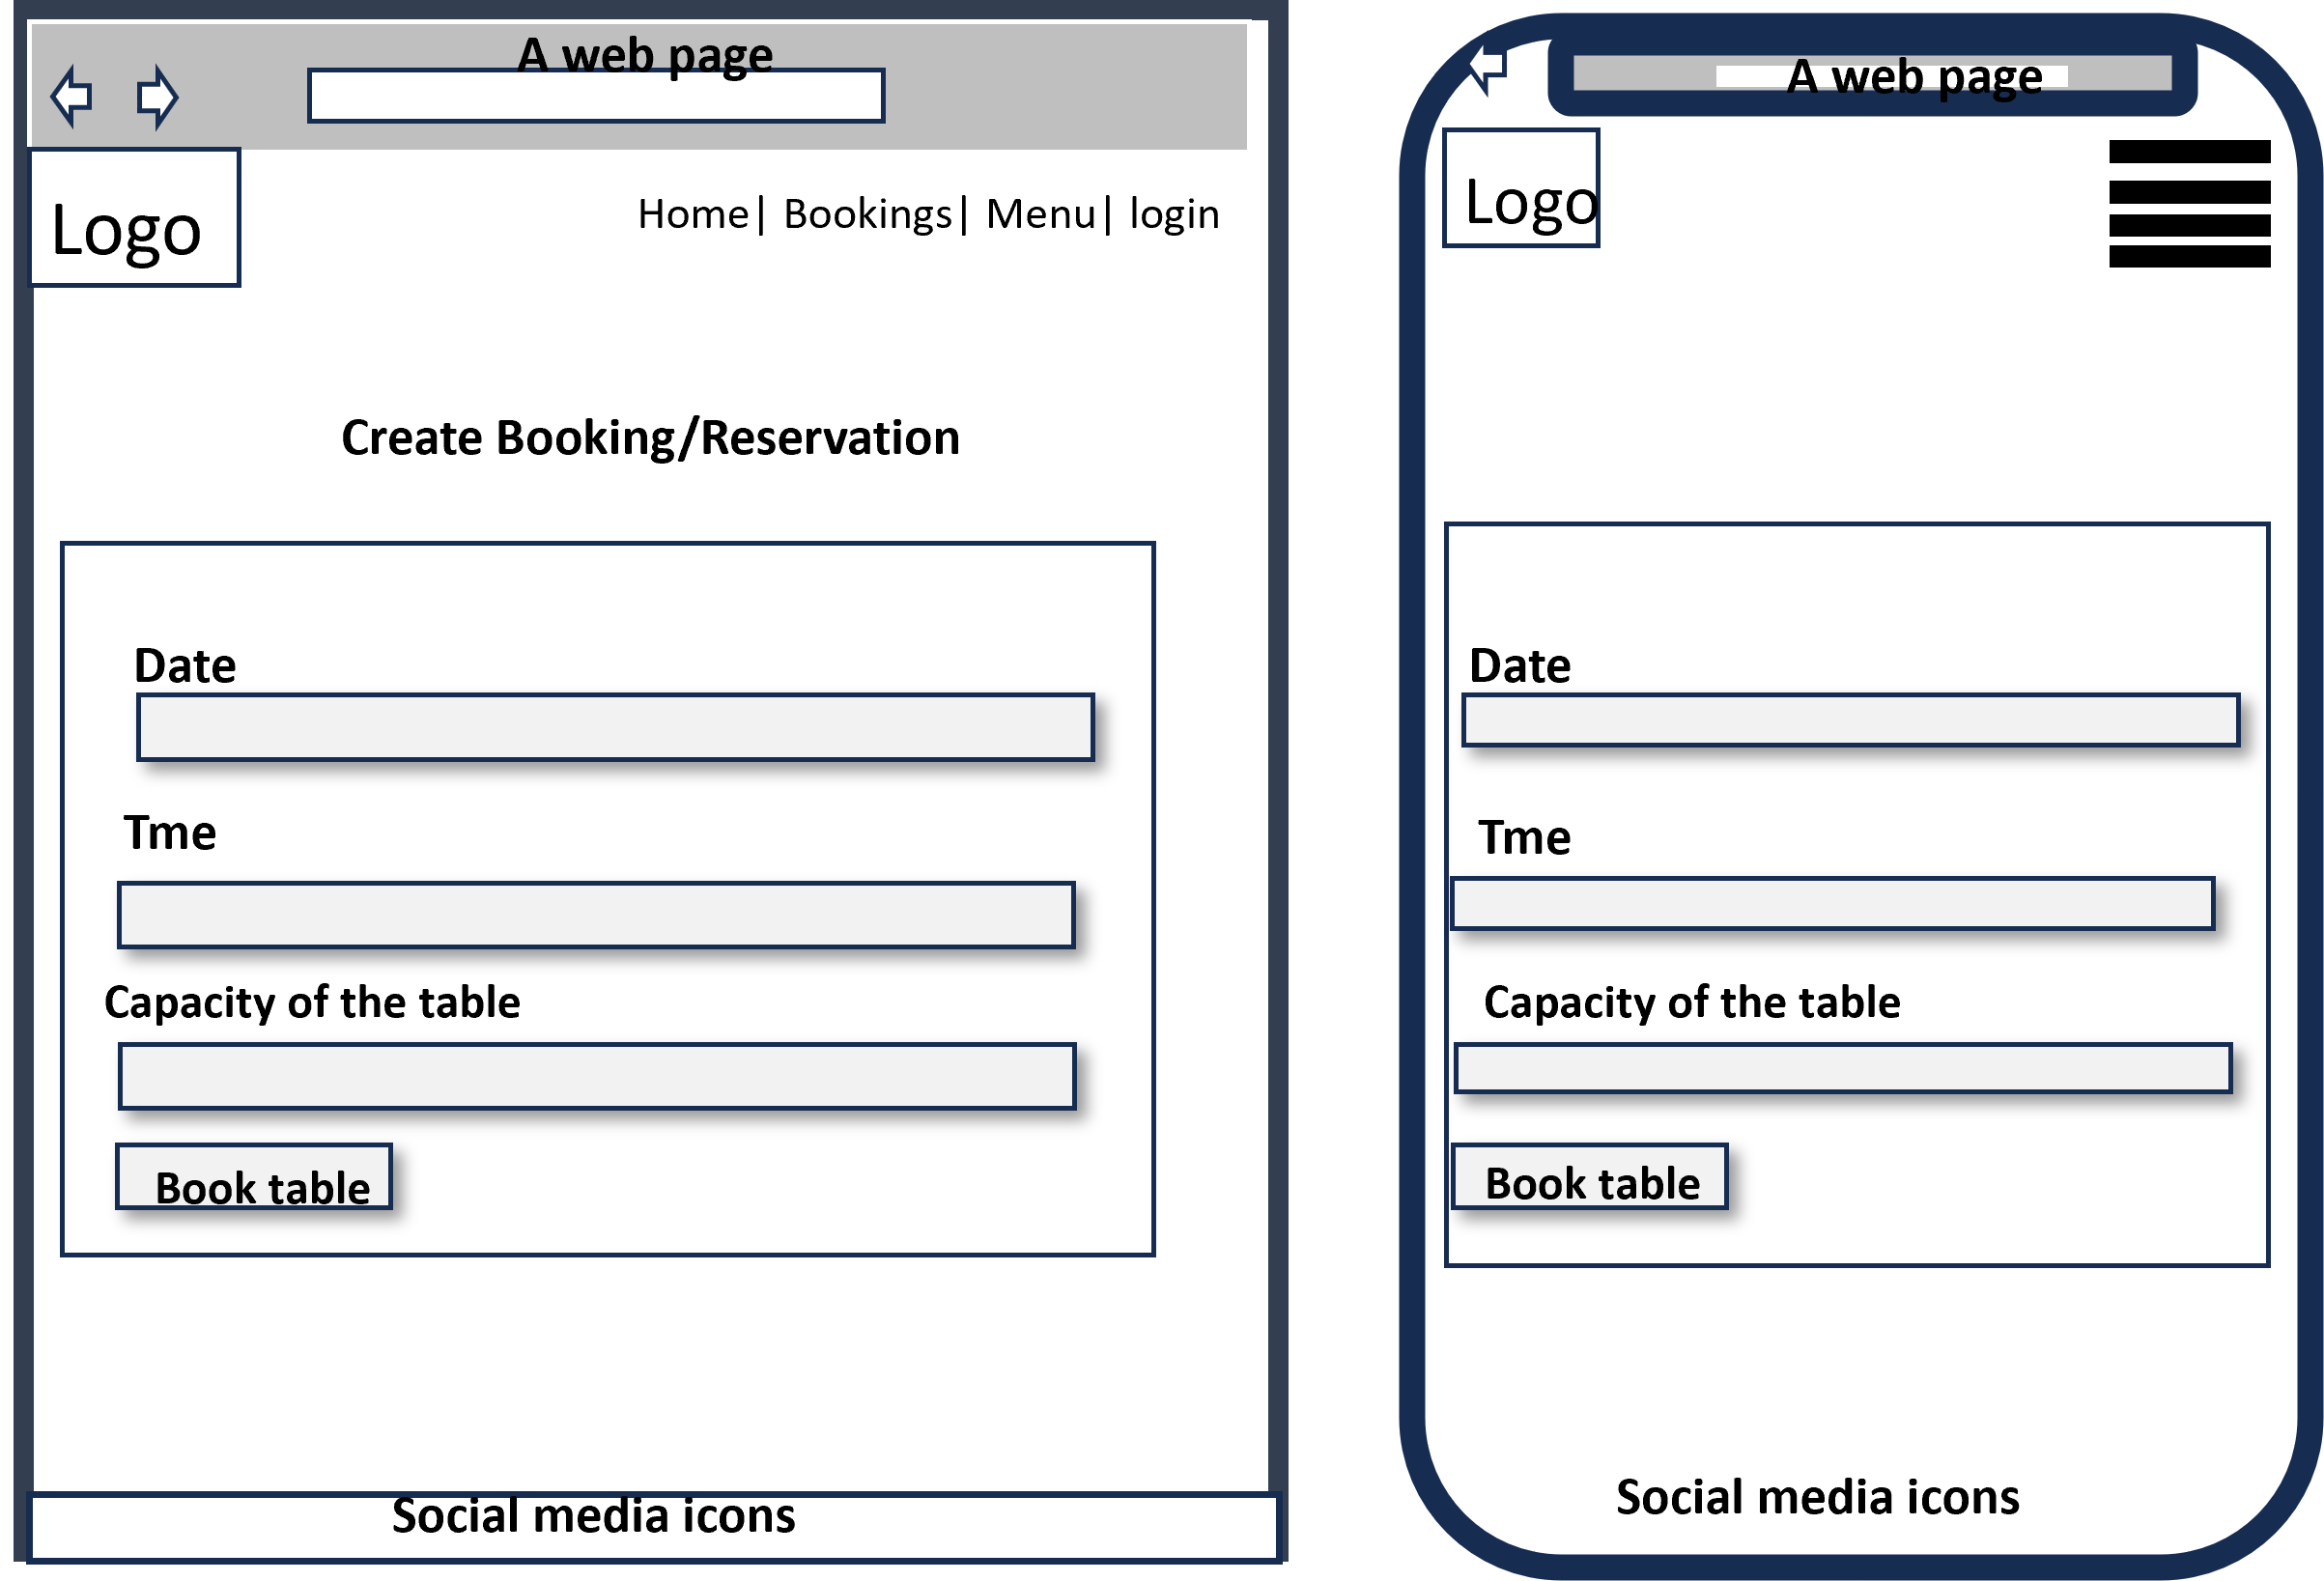 A web page
Logo
Home| Bookings| Menu| login
Create Booking/Reservation
Date
Tme
Capacity of the table
Book table
Social media icons
A web page
Logo
Date
Tme
Capacity of the table
Book table
Social media icons